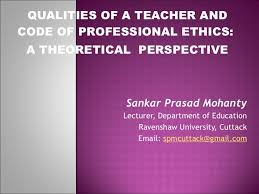 QUALITIES OF A TEACHER AND
CODE OF PROFESSIONAL ETHICS:
A THEORETICAL PERSPECTIVE
Sankar Prasad Mohanty
Lecturer, Department of Education
Ravenshaw University, Cuttack
Email: spmcuttack@gmail.com